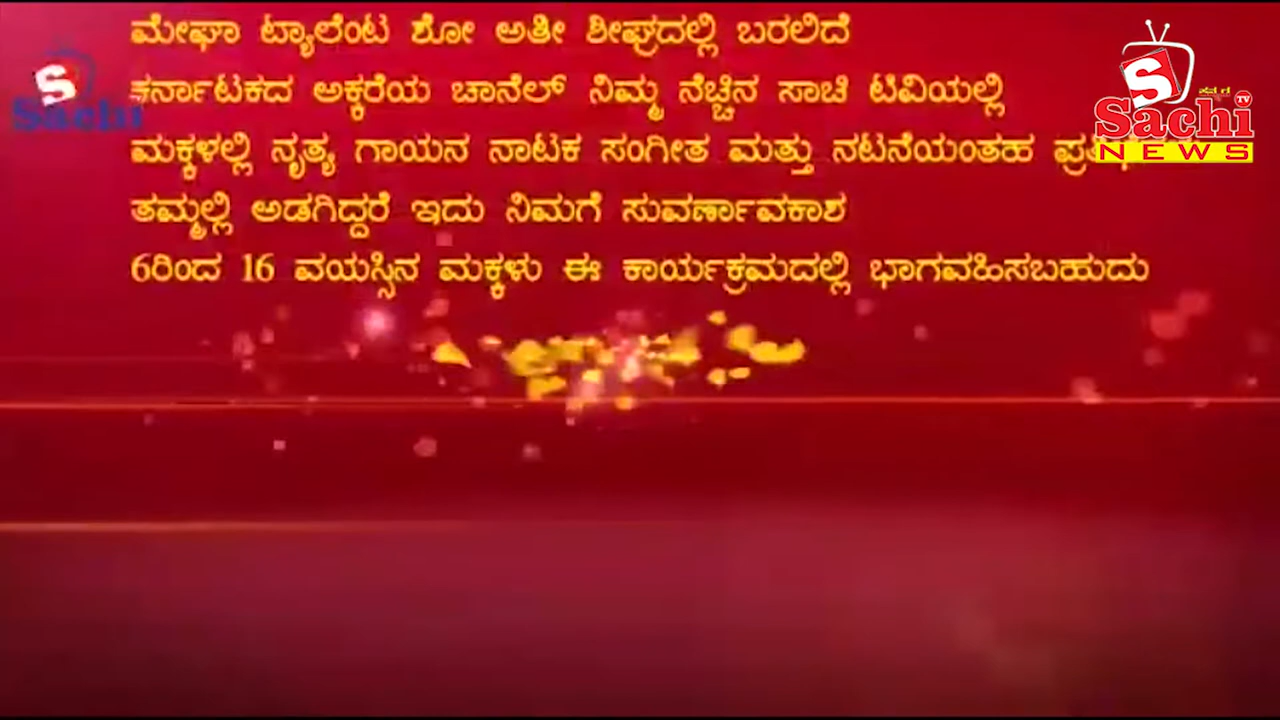 ಮೇಘಾ ಟ್ಯಾಲೆಂಟ ಶೋ ಅತೀ ಶೀಘ್ರದಲ್ಲಿ ಬರಲಿದೆ
ಕರ್ನಾಟಕದ ಅಕ್ಕರೆಯ ಚಾನೆಲ್ ನಿಮ್ಮ ನೆಚ್ಚಿನ ಸಾಚಿ ಟಿವಿಯಲ್ಲಿ
ಮಕ್ಕಳಲ್ಲಿ ನೃತ್ಯ ಗಾಯನ ನಾಟಕ ಸಂಗೀತ ಮತ್ತು ನಟನೆಯಂತಹ
ತಮ್ಮಲ್ಲಿ ಅಡಗಿದ್ದರೆ ಇದು ನಿಮಗೆ ಸುವರ್ಣಾವಕಾಶ
6ರಿಂದ 16 ವಯಸ್ಸಿನ ಮಕ್ಕಳು ಈ ಕಾರ್ಯಕ್ರಮದಲ್ಲಿ ಭಾಗವಹಿಸಬಹುದು
S
Sachi
S
Sachi TV
NEWS